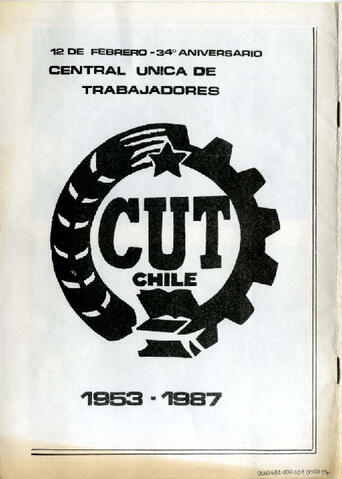 12 DE FEBRERO - 34º ANIVERSARIO
CENTRAL UNICA DE
TRABAJADORES
CUT
CHILE
1953 - 1987